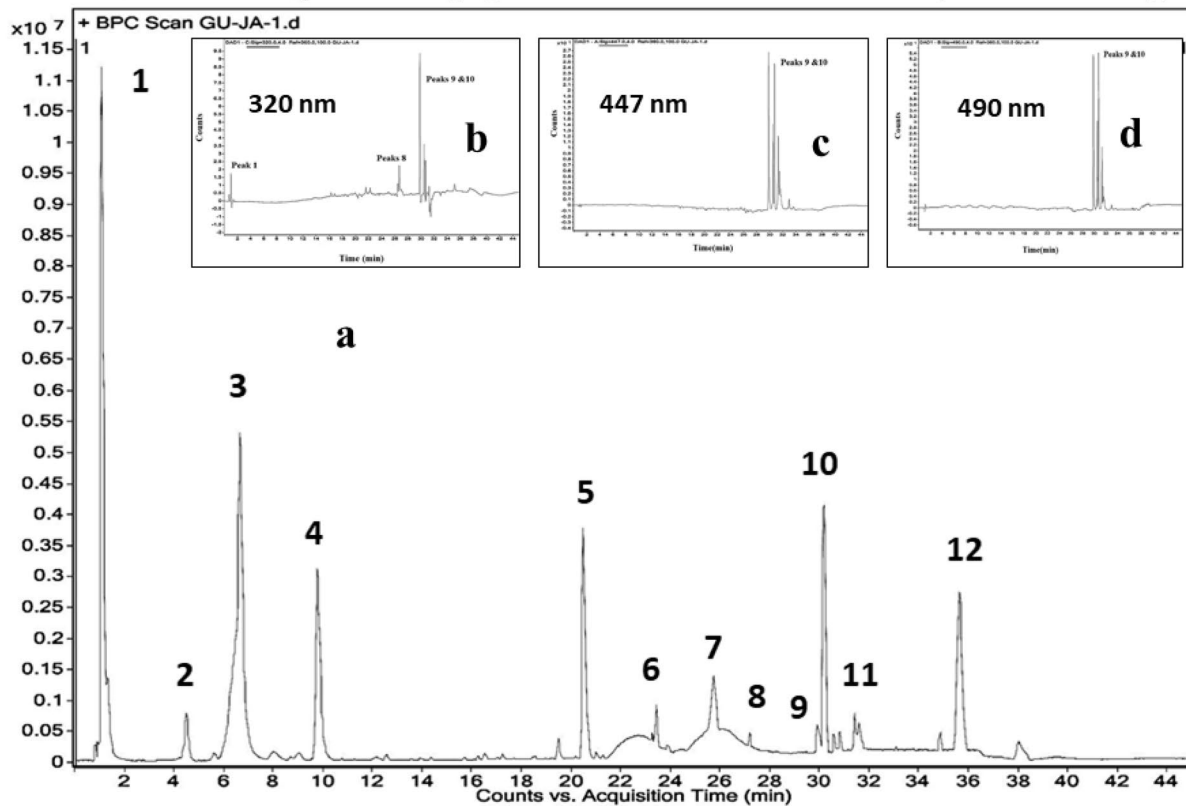 x10 7
+ BPC Scan GU-JA-1.d
1
1.15
1.1
1.05
1
0.95
0.9
0.85
0.8
0.75
0.7
0.65
0.6
0.55
0.5
0.45
0.4
0.35
0.3
0.25
0.2
0.15
0.1
0.05
0
1
2
3
4
5
6
7
8
9
10
11
12
a
320 nm
b
Peak 1
Peaks 8
Peaks 9 &10
Counts
Time (min)
447 nm
c
Peaks 9 &10
Counts
Time(min)
490 nm
d
Peaks 9 &10
Counts
Time(min)
2 4 6 8 10 12 14 16 18 20 22 24 26 28 30 32 34 36 38 40 42 44
Counts vs. Acquisition Time (min)